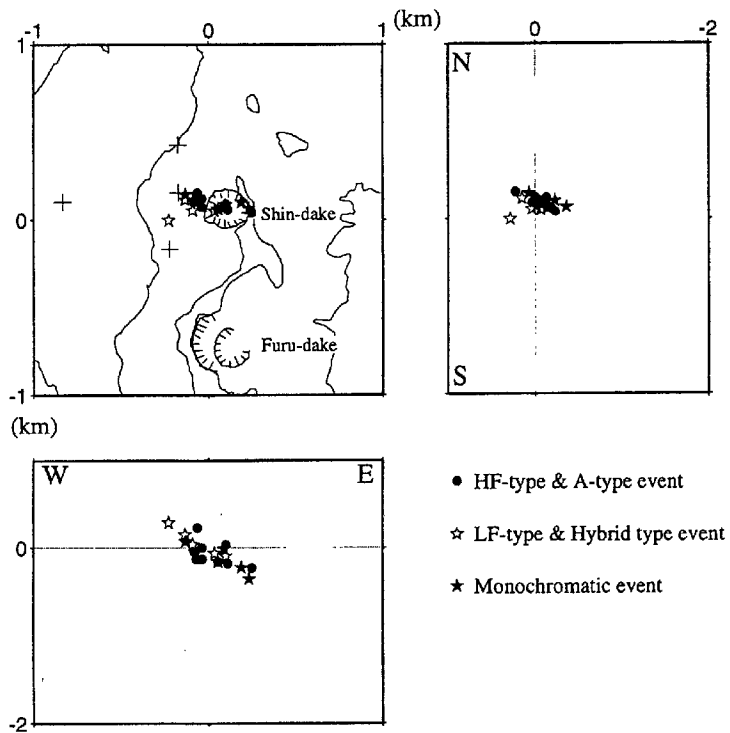 -1 0 1 (km) 0 -2
1
N
0
Shin-dake
Furu-dake
-1
S
(km)
W E
0
-2
HF-type & A-type event
LF-type & Hybrid type event
Monochromatic event